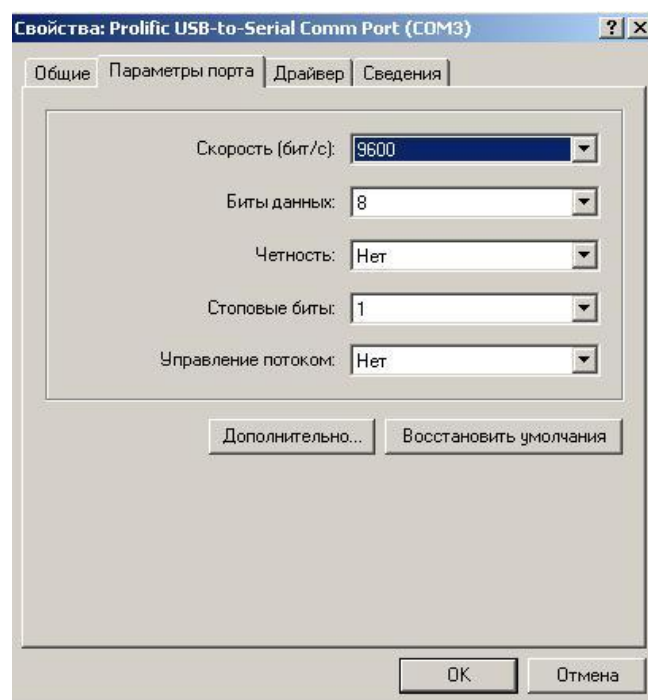 Свойства: Prolific USB-to-Serial Comm Port (COM3)
Общие Параметры порта Драйвер Сведения
Скорость (бит/с): 9600
Биты данных: 8
Четность: Нет
Стоповые биты: 1
Управление потоком: Нет
Дополнительно... Восстановить умолчания
OK Отмена